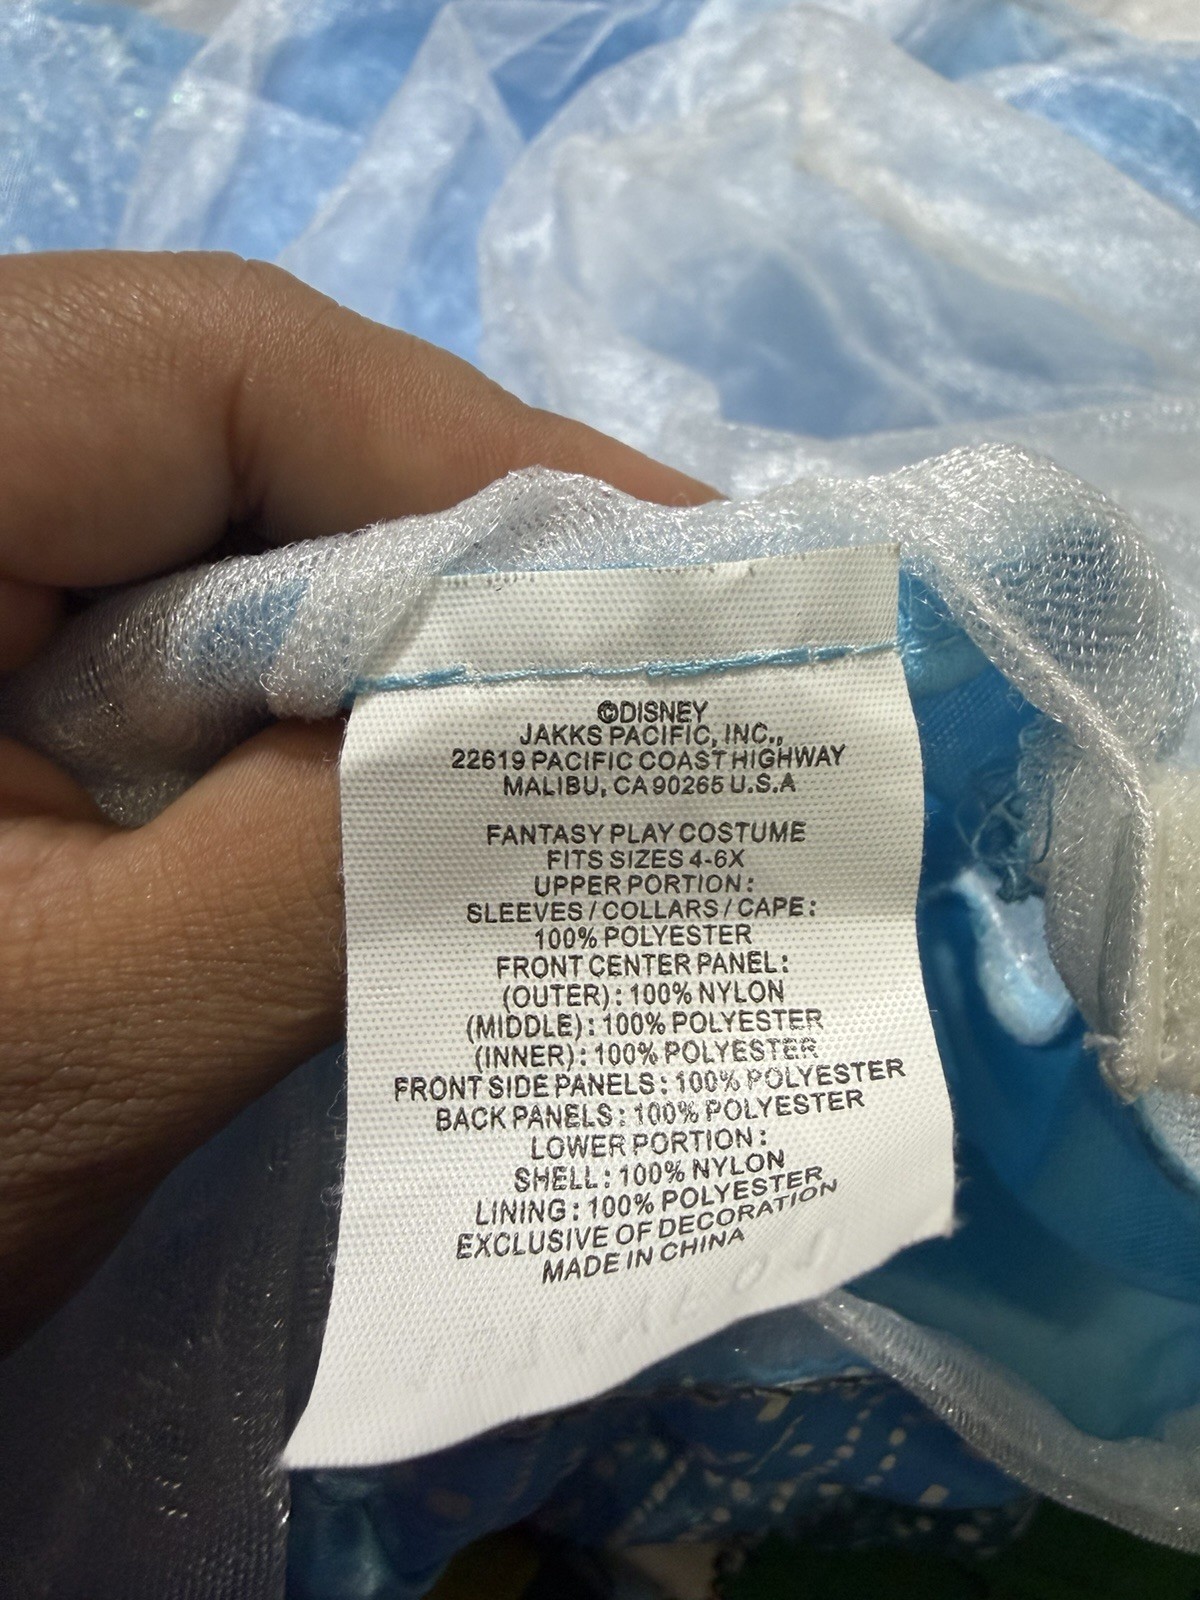 ©DISNEY
JAKKS PACIFIC, INC.,
22619 PACIFIC COAST HIGHWAY
MALIBU, CA 90265 U.S.A
FANTASY PLAY COSTUME
FITS SIZES 4-6X
UPPER PORTION:
SLEEVES/COLLARS/CAPE:
100% POLYESTER
FRONT CENTER PANEL:
(OUTER): 100% NYLON
(MIDDLE): 100% POLYESTER
(INNER): 100% POLYESTER
FRONT SIDE PANELS: 100% POLYESTER
BACK PANELS: 100% POLYESTER
LOWER PORTION:
SHELL: 100% NYLON
LINING: 100% POLYESTER
EXCLUSIVE OF DECORATION
MADE IN CHINA